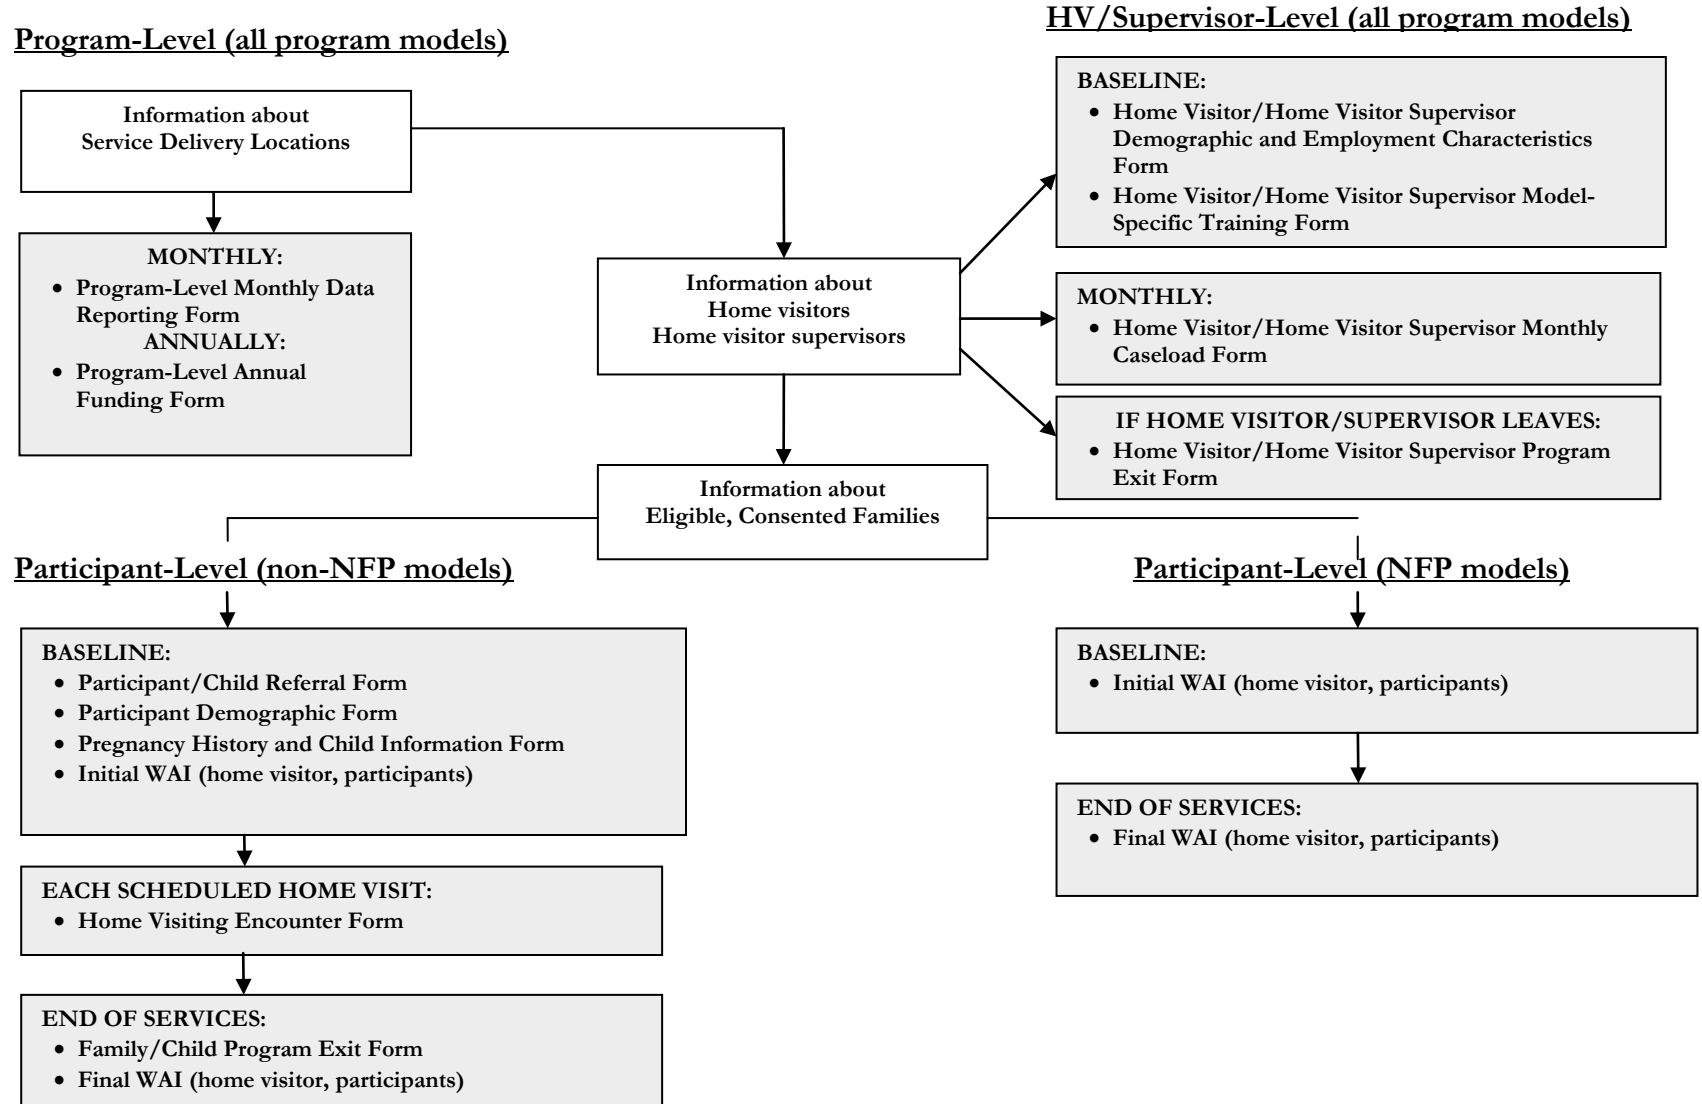 Program-Level (all program models)
Information about
Service Delivery Locations
MONTHLY:
• Program-Level Monthly Data
Reporting Form
ANNUALLY:
• Program-Level Annual
Funding Form
HV/Supervisor-Level (all program models)
BASELINE:
• Home Visitor/Home Visitor Supervisor
Demographic and Employment Characteristics
Form
• Home Visitor/Home Visitor Supervisor Model-
Specific Training Form
Information about
Home visitors
Home visitor supervisors
MONTHLY:
• Home Visitor/Home Visitor Supervisor Monthly
Caseload Form
IF HOME VISITOR/SUPERVISOR LEAVES:
• Home Visitor/Home Visitor Supervisor Program
Exit Form
Information about
Eligible, Consented Families
Participant-Level (non-NFP models)
BASELINE:
• Participant/Child Referral Form
• Participant Demographic Form
• Pregnancy History and Child Information Form
• Initial WAI (home visitor, participants)
EACH SCHEDULED HOME VISIT:
• Home Visiting Encounter Form
END OF SERVICES:
• Family/Child Program Exit Form
• Final WAI (home visitor, participants)
Participant-Level (NFP models)
BASELINE:
• Initial WAI (home visitor, participants)
END OF SERVICES:
• Final WAI (home visitor, participants)